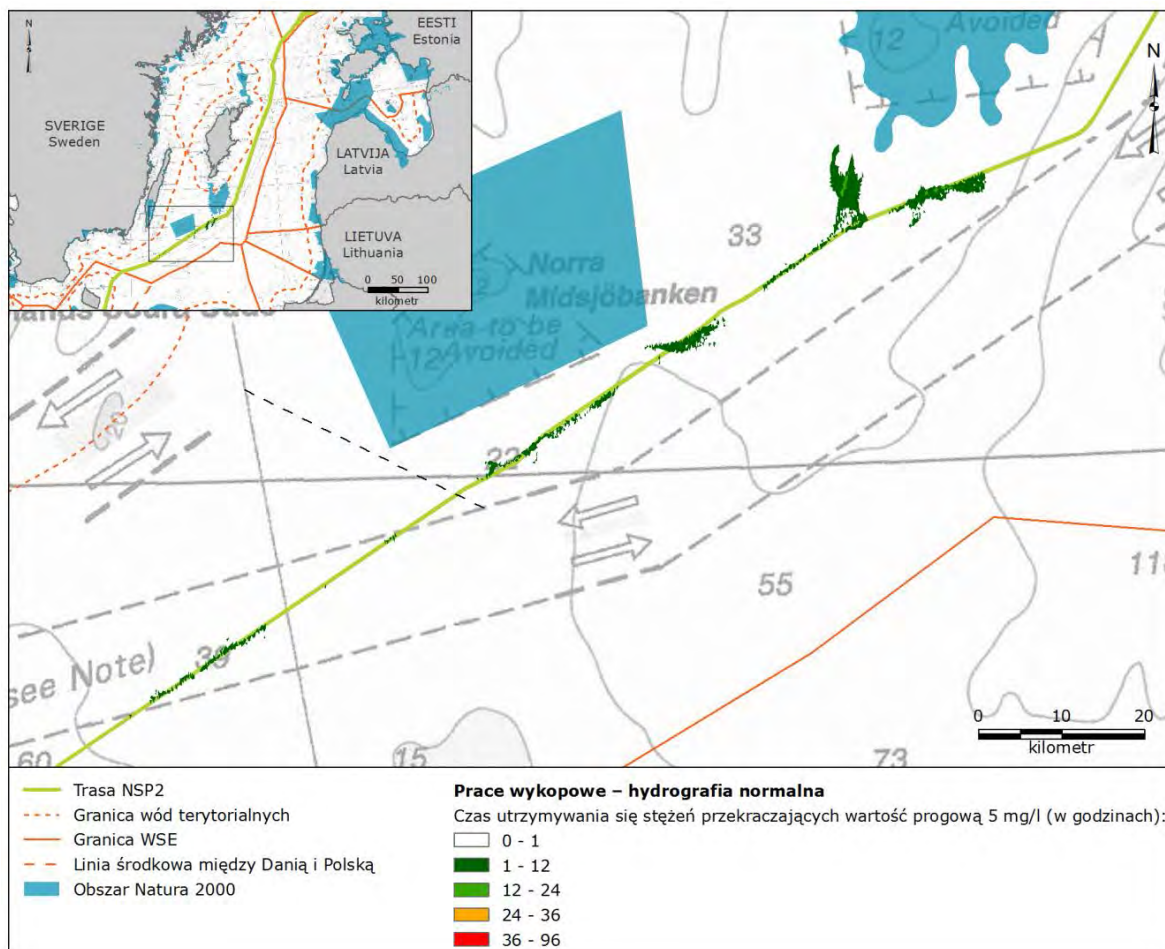 N
EESTI
Estonia
SVERIGE
Sweden
LATVIJA
Latvia
LIETUVA
Lithuania
0 50 100
kilometr
Avoided
12
N
33
Norra
Midsjöbanken
Area to be
12 Avoided
20
22
39
see Note)
60
15
55
73
0 10 20
kilometr
Trasa NSP2
Granica wód terytorialnych
Granica WSE
Linia środkowa między Danią i Polską
Obszar Natura 2000
Prace wykopowe – hydrografia normalna
Czas utrzymywania się stężeń przekraczających wartość progową 5 mg/l (w godzinach):
0 - 1
1 - 12
12 - 24
24 - 36
36 - 96